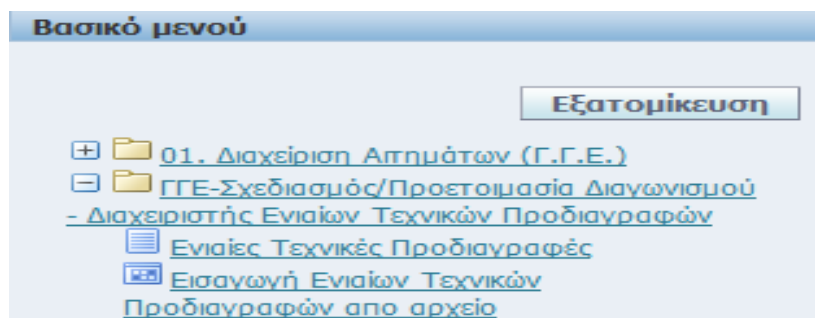 Βασικό μενού
Εξατομίκευση
01. Διαχείριση Αιτημάτων (Γ.Γ.Ε.)
ΓΓΕ-Σχεδιασμός/Προετοιμασία Διαγωνισμού
- Διαχειριστής Ενιαίων Τεχνικών Προδιαγραφών
Ενιαίες Τεχνικές Προδιαγραφές
Εισαγωγή Ενιαίων Τεχνικών
Προδιαγραφών απο αρχείο